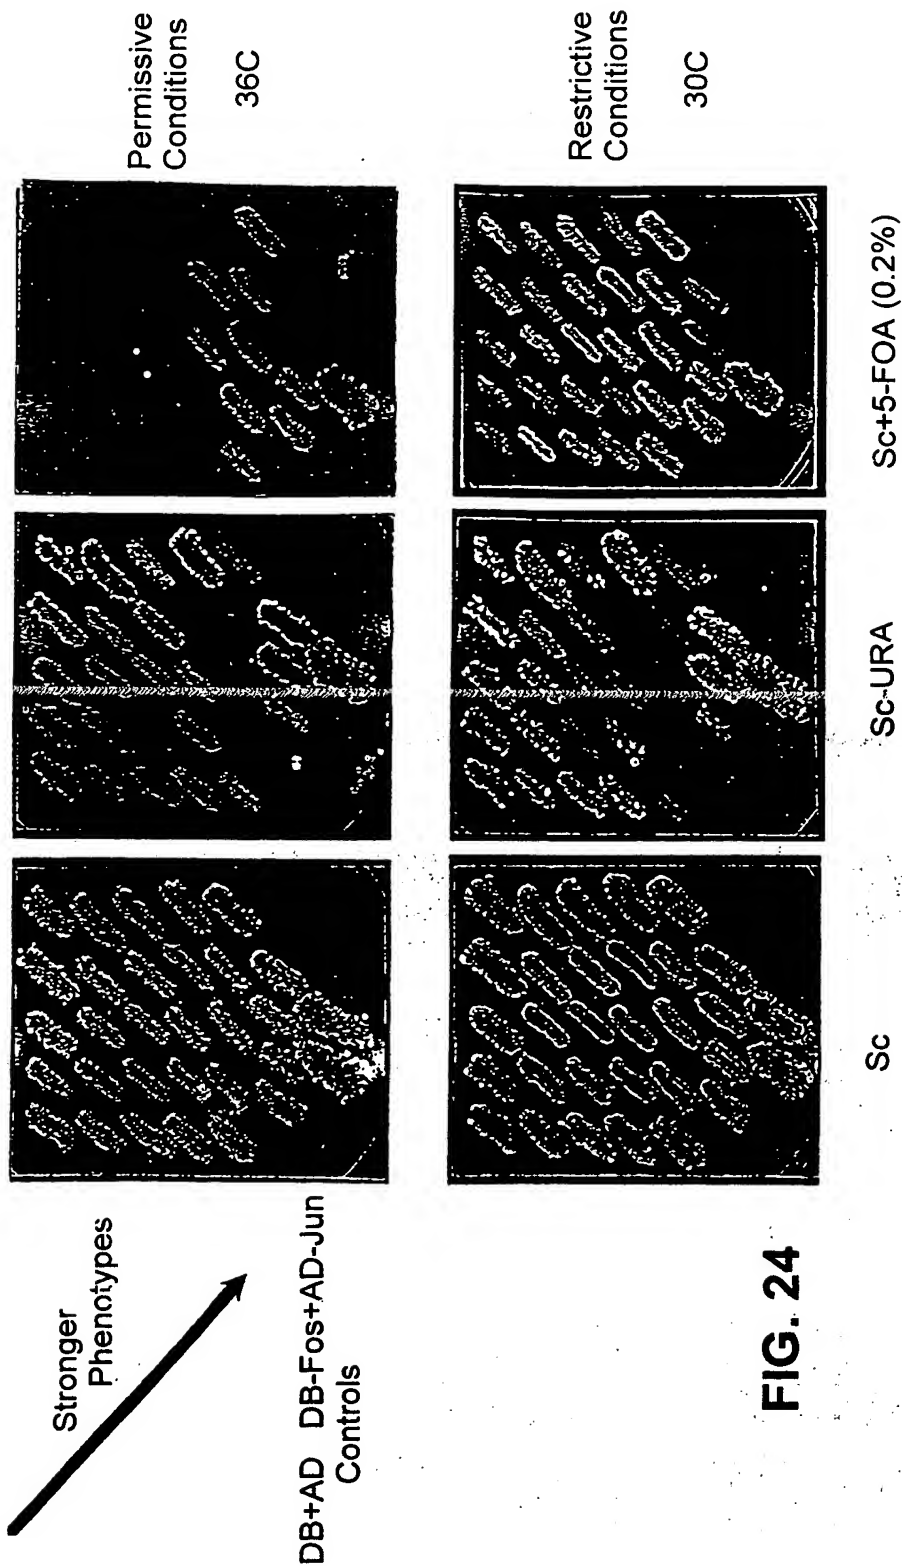 Stronger
Phenotypes
DB+AD DB-Fos+AD-Jun
Controls
Permissive
Conditions
36C
Restrictive
Conditions
30C
Sc
Sc-URA
Sc+5-FOA (0.2%)
FIG. 24